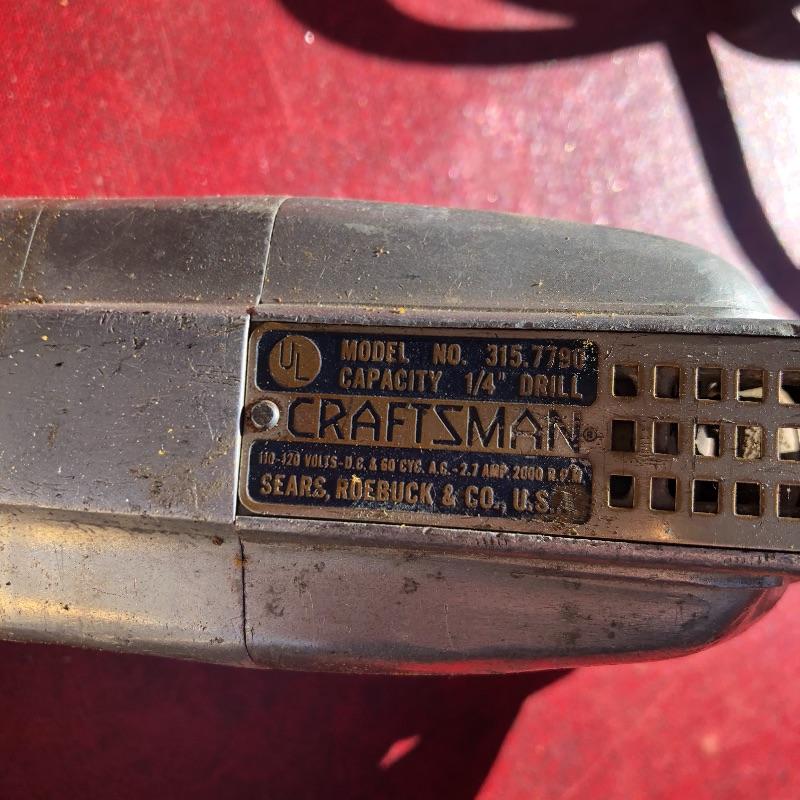 UL
MODEL NO. 315.7790
CAPACITY 1/4" DRILL
CRAFTSMAN®
110-120 VOLTS-D.C. & 60 CYC. A.C.-2.7 AMP. 2000 R.P.M.
SEARS, ROEBUCK & CO., U.S.A.